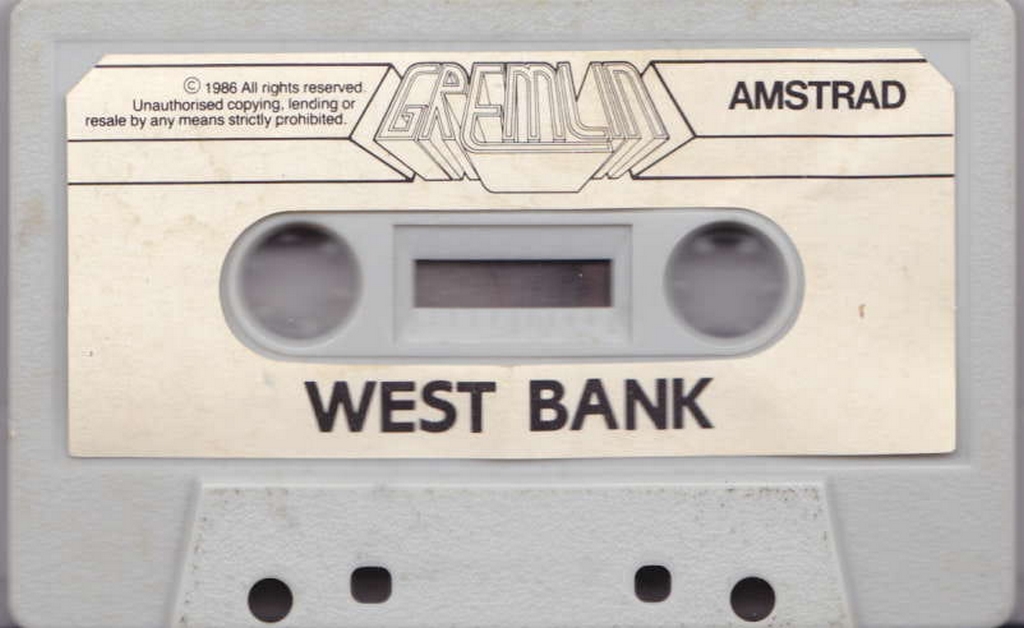 © 1986 All rights reserved.
Unauthorised copying, lending or
resale by any means strictly prohibited.
GREMLIN
AMSTRAD
WEST BANK